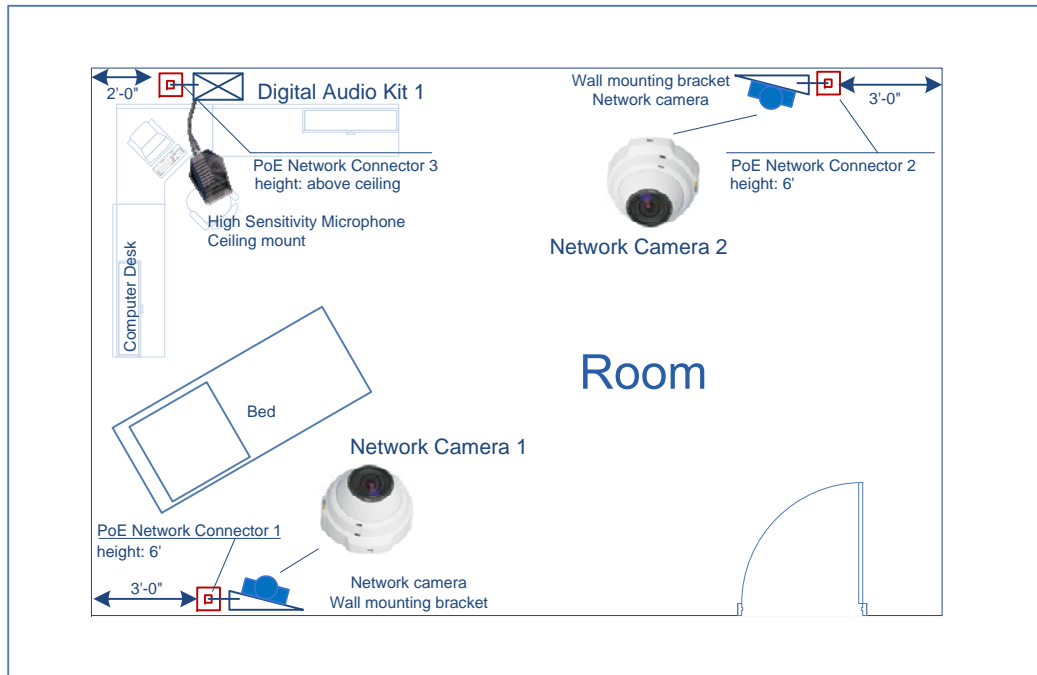 2'-0"
Digital Audio Kit 1
Wall mounting bracket
Network camera
3'-0"
PoE Network Connector 3
height: above ceiling
PoE Network Connector 2
height: 6'
High Sensitivity Microphone
Ceiling mount
Network Camera 2
Computer Desk
Room
Bed
Network Camera 1
PoE Network Connector 1
height: 6'
3'-0"
Network camera
Wall mounting bracket